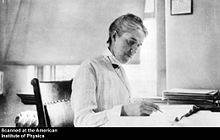 Scanned at the American
Institute of Physics